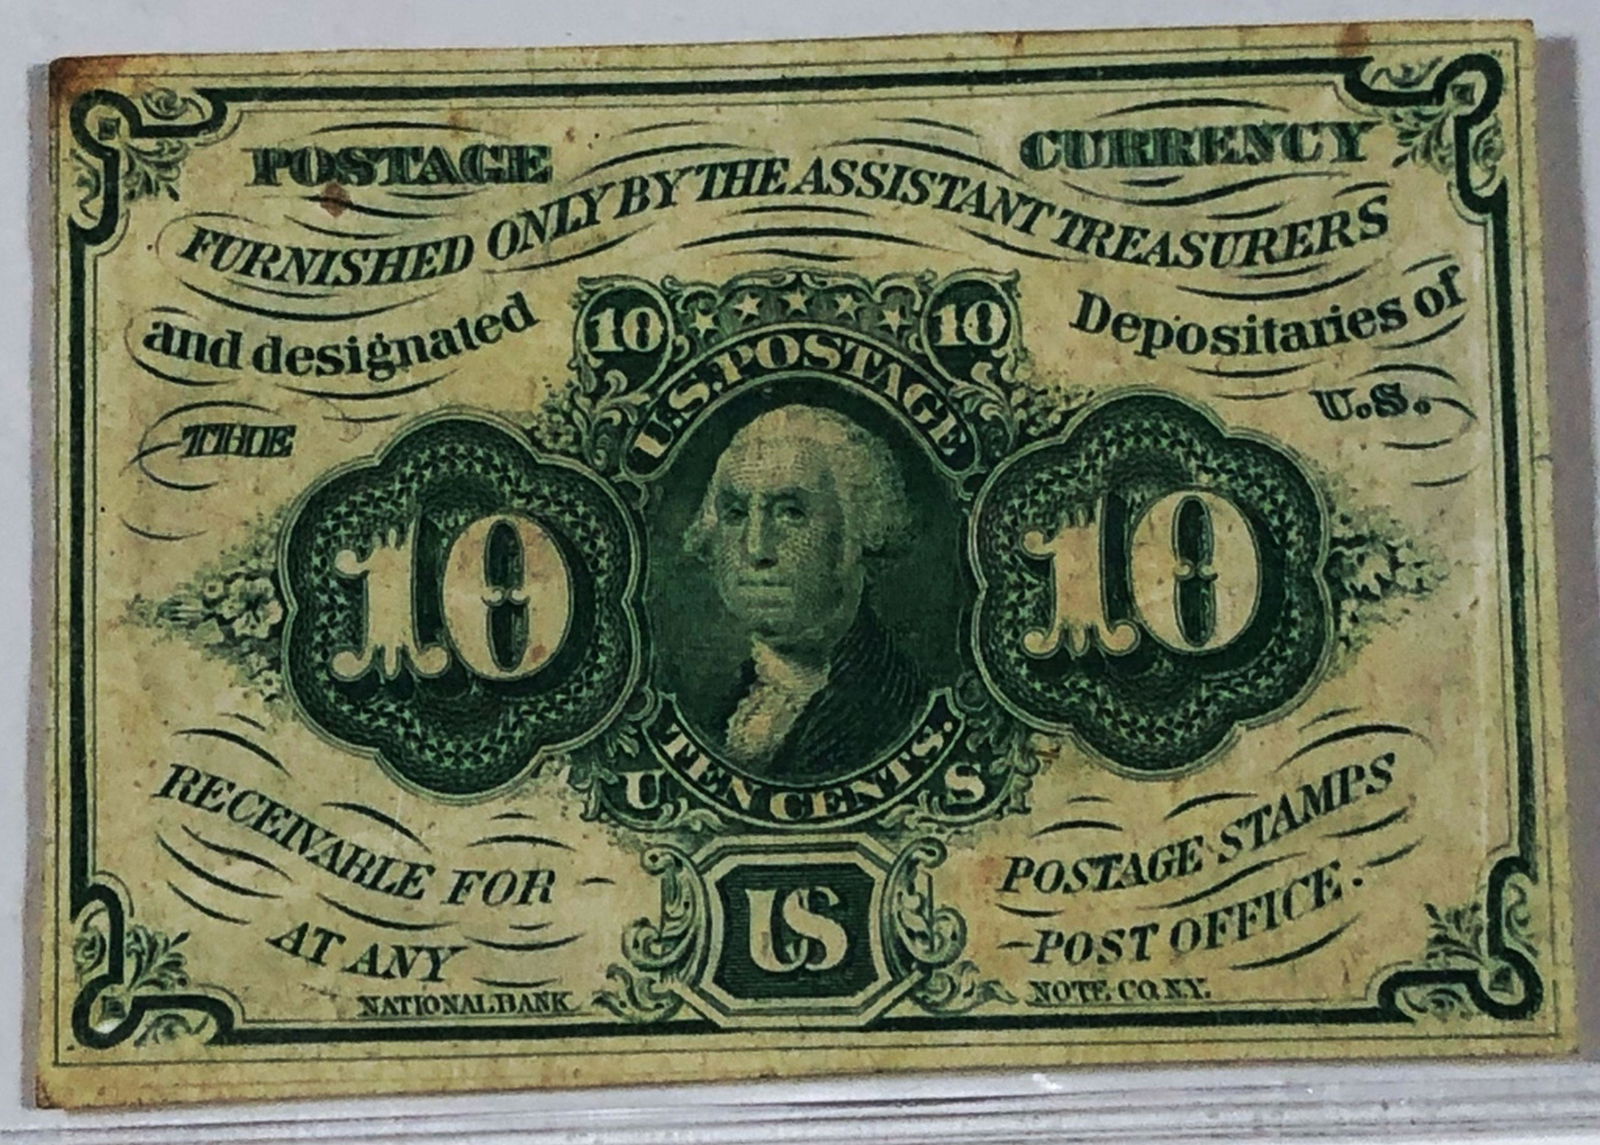 POSTAGE CURRENCY
FURNISHED ONLY BY THE ASSISTANT TREASURERS
and designated Depositaries of
THE U.S.
10 10
U.S. POSTAGE
10 10
TEN CENTS.
U S
RECEIVABLE FOR POSTAGE STAMPS
AT ANY POST OFFICE.
US
NATIONAL BANK NOTE CO. N.Y.